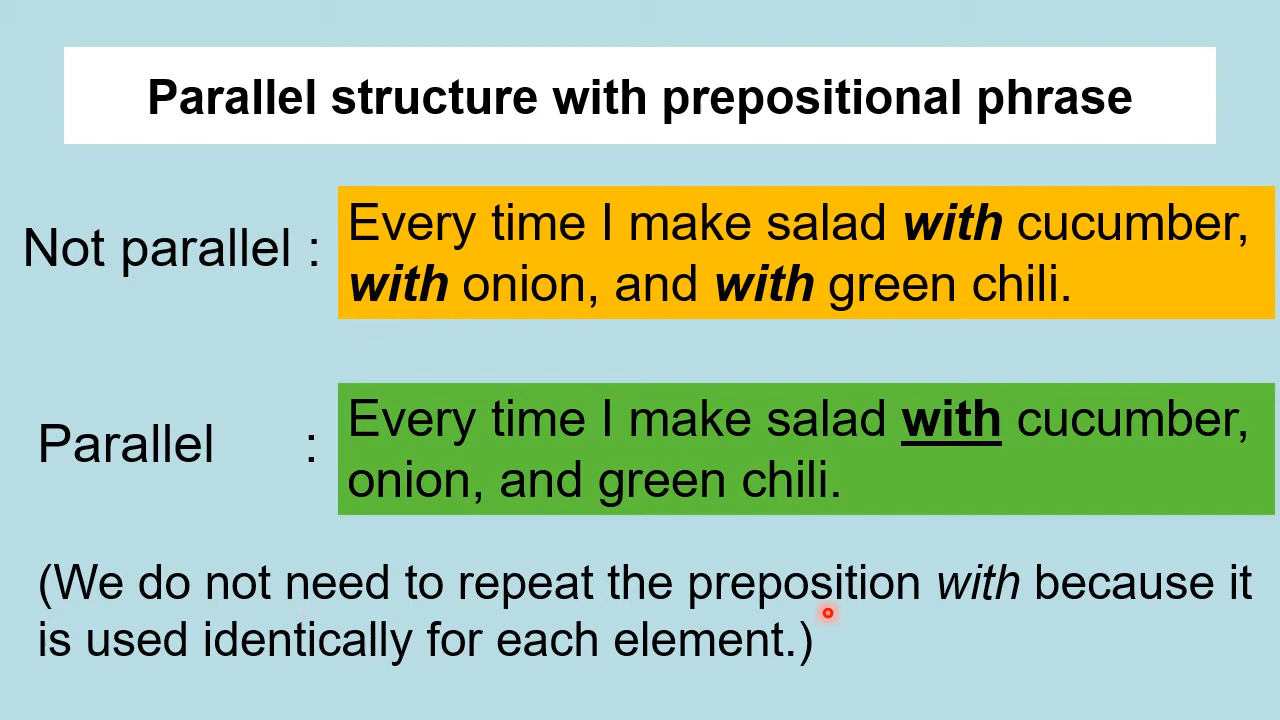 Parallel structure with prepositional phrase
Not parallel :
Every time I make salad with cucumber,
with onion, and with green chili.
Parallel :
Every time I make salad with cucumber,
onion, and green chili.
(We do not need to repeat the preposition with because it
is used identically for each element.)